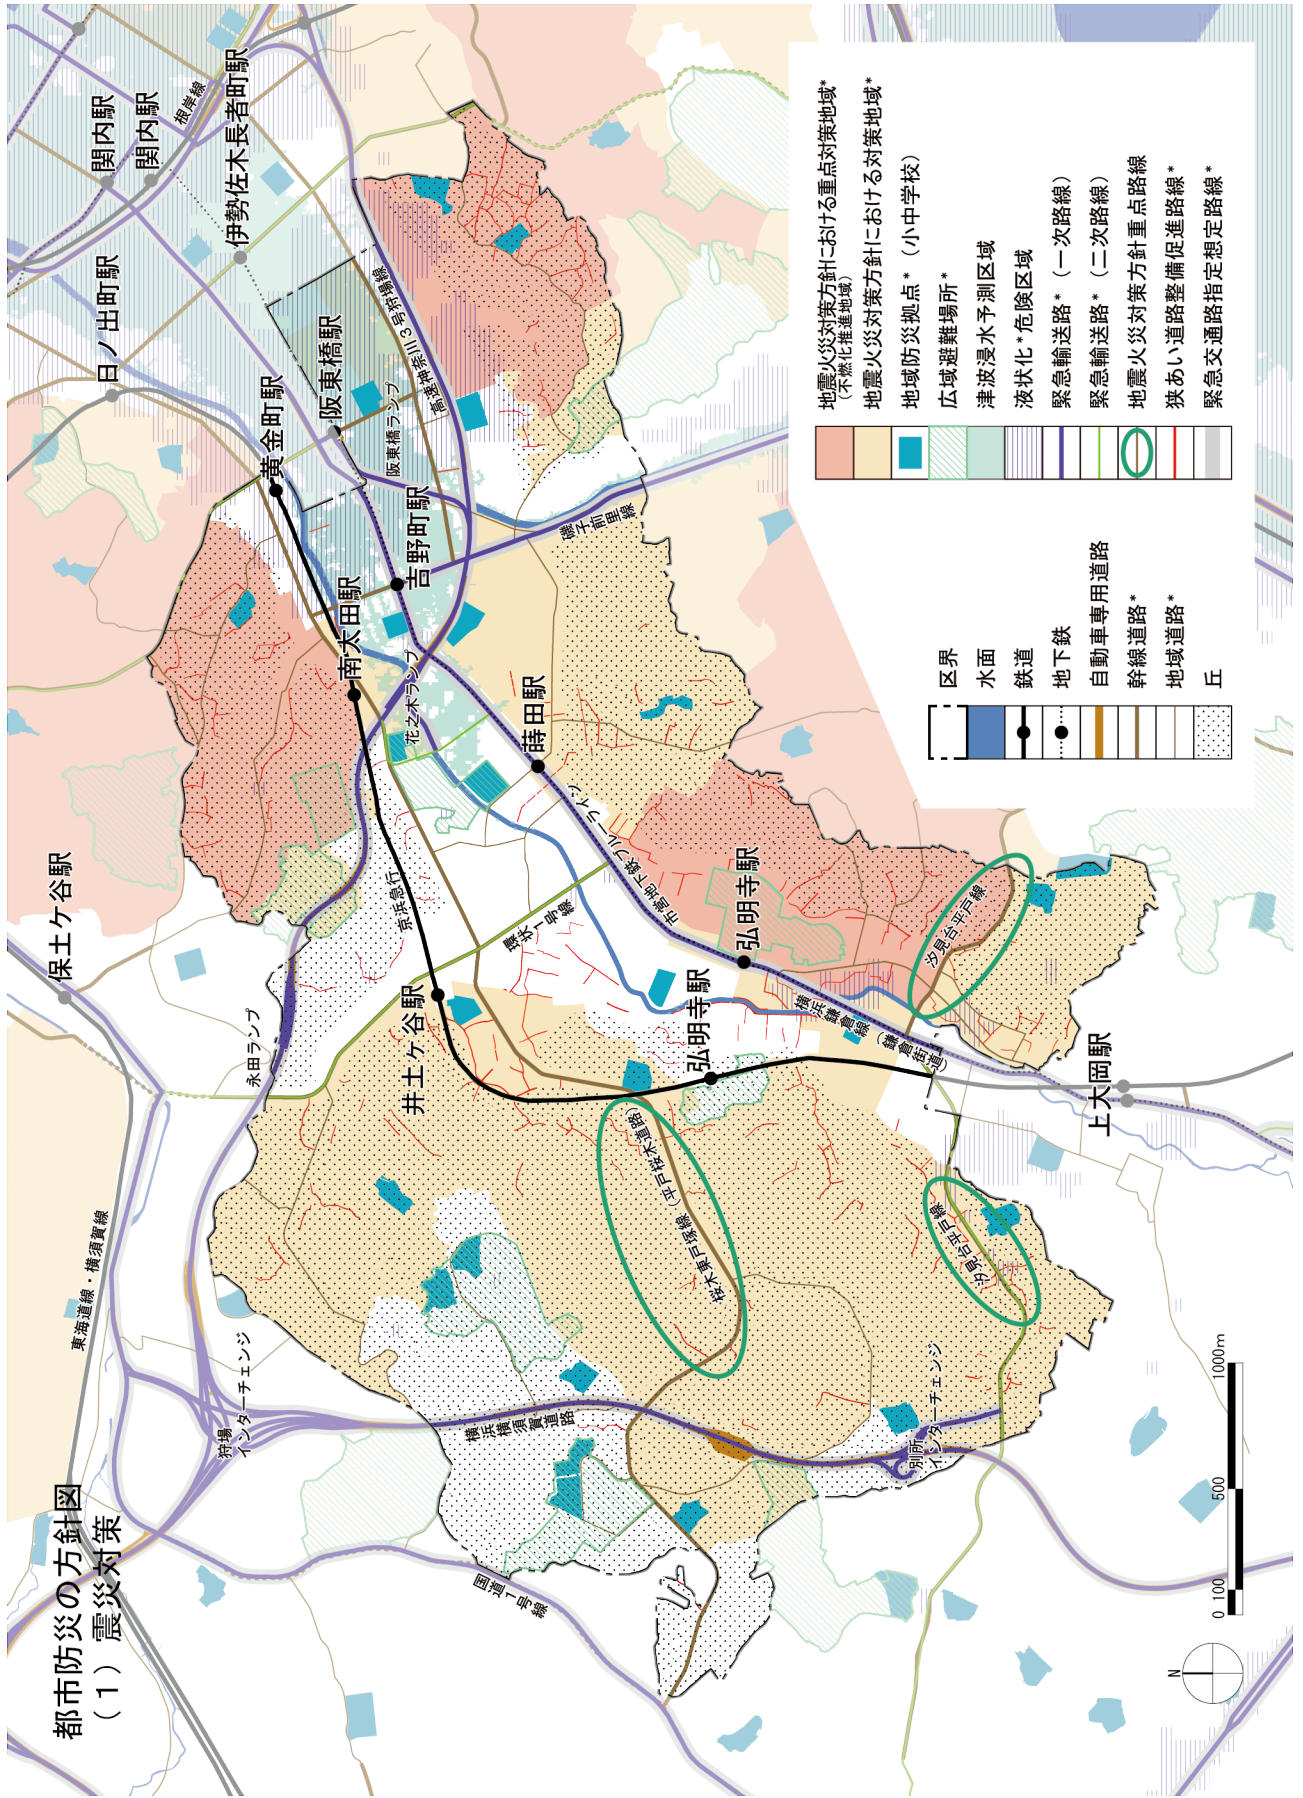 都市防災の方針図
（１）震災対策
東海道線・横須賀線
保土ケ谷駅
日ノ出町駅
関内駅
関内駅
根岸線
伊勢佐木長者町駅
黄金町駅
阪東橋駅
阪東橋ランプ
高速神奈川3号狩場線
南太田駅
吉野町駅
磯子前里線
花之木ランプ
蒔田駅
市営地下鉄ブルーライン
京浜急行
環状1号線
永田ランプ
井土ケ谷駅
弘明寺駅
弘明寺駅
横浜鎌倉線
（鎌倉街道）
汐見台平戸線
上大岡駅
桜木東戸塚線（平戸桜木道路）
汐見台平戸線
狩場
インターチェンジ
横浜横須賀道路
別所
インターチェンジ
国道1号線
地震火災対策方針における重点対策地域*
（不燃化推進地域）
地震火災対策方針における対策地域*
地域防災拠点*（小中学校）
広域避難場所*
津波浸水予測区域
液状化*危険区域
緊急輸送路*（一次路線）
緊急輸送路*（二次路線）
地震火災対策方針重点路線
狭あい道路整備促進路線*
緊急交通路指定想定路線*
区界
水面
鉄道
地下鉄
自動車専用道路
幹線道路*
地域道路*
丘
N
0 100 500 1000m